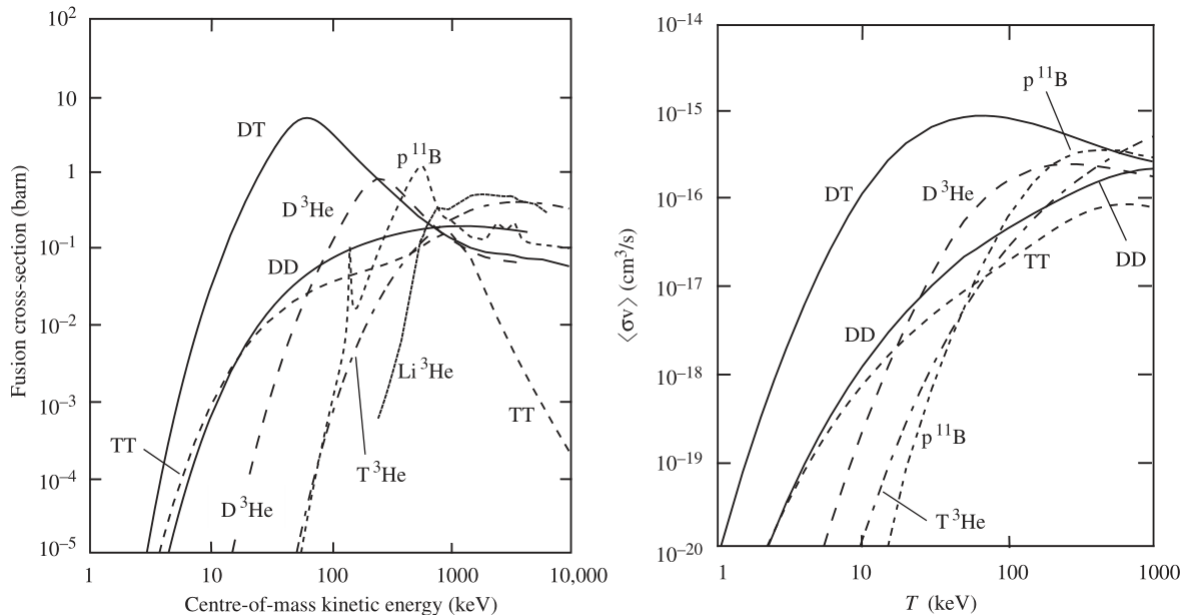 10²
10
1
10⁻¹
10⁻²
10⁻³
10⁻⁴
10⁻⁵
Fusion cross-section (barn)
DT
p ¹¹B
D ³He
DD
Li ³He
TT
TT
T ³He
D ³He
1 10 100 1000 10,000
Centre-of-mass kinetic energy (keV)
10⁻¹⁴
10⁻¹⁵
10⁻¹⁶
10⁻¹⁷
10⁻¹⁸
10⁻¹⁹
10⁻²⁰
⟨σv⟩ (cm³/s)
p ¹¹B
DT
D ³He
TT
DD
DD
p ¹¹B
T ³He
1 10 100 1000
T (keV)